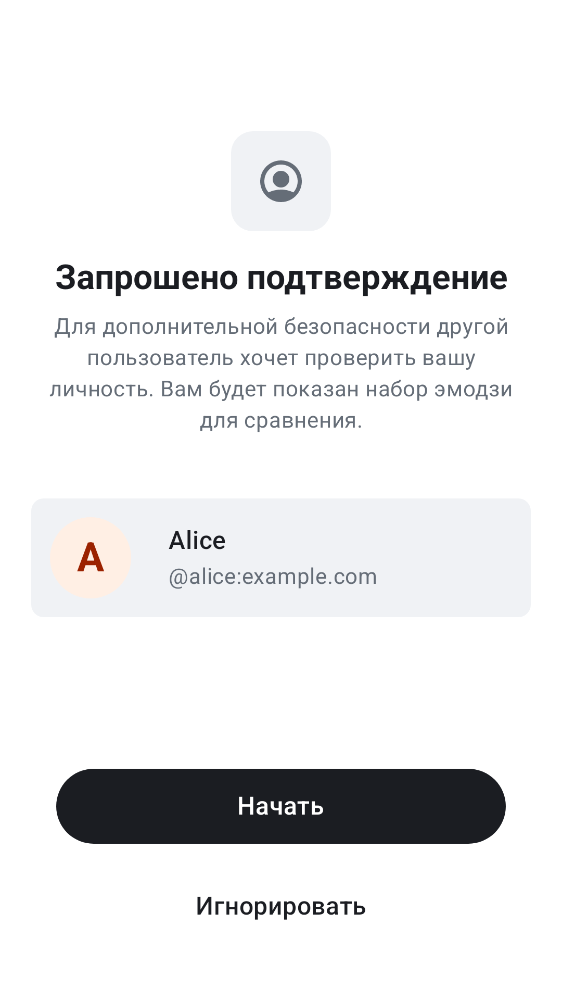 Запрошено подтверждение
Для дополнительной безопасности другой
пользователь хочет проверить вашу
личность. Вам будет показан набор эмодзи
для сравнения.
A
Alice
@alice:example.com
Начать
Игнорировать